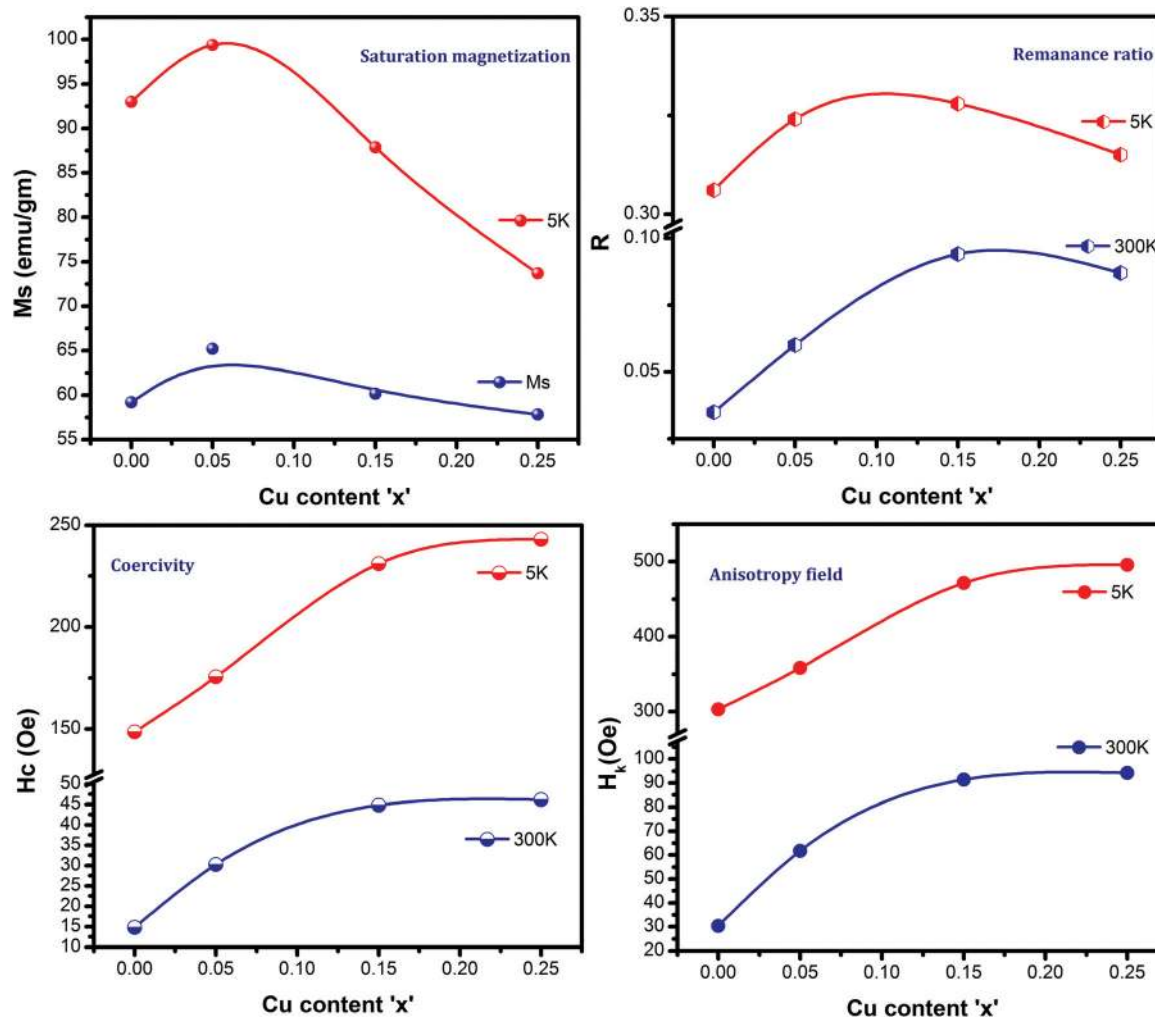 Saturation magnetization
Ms (emu/gm)
100
95
90
85
80
75
70
65
60
55
5K
Ms
0.00 0.05 0.10 0.15 0.20 0.25
Cu content 'x'
Remanance ratio
R
0.35
0.30
0.10
0.05
5K
300K
0.00 0.05 0.10 0.15 0.20 0.25
Cu content 'x'
Coercivity
Hc (Oe)
250
200
150
50
45
40
35
30
25
20
15
10
5K
300K
0.00 0.05 0.10 0.15 0.20 0.25
Cu content 'x'
Anisotropy field
Hk(Oe)
500
400
300
100
90
80
70
60
50
40
30
20
5K
300K
0.00 0.05 0.10 0.15 0.20 0.25
Cu content 'x'